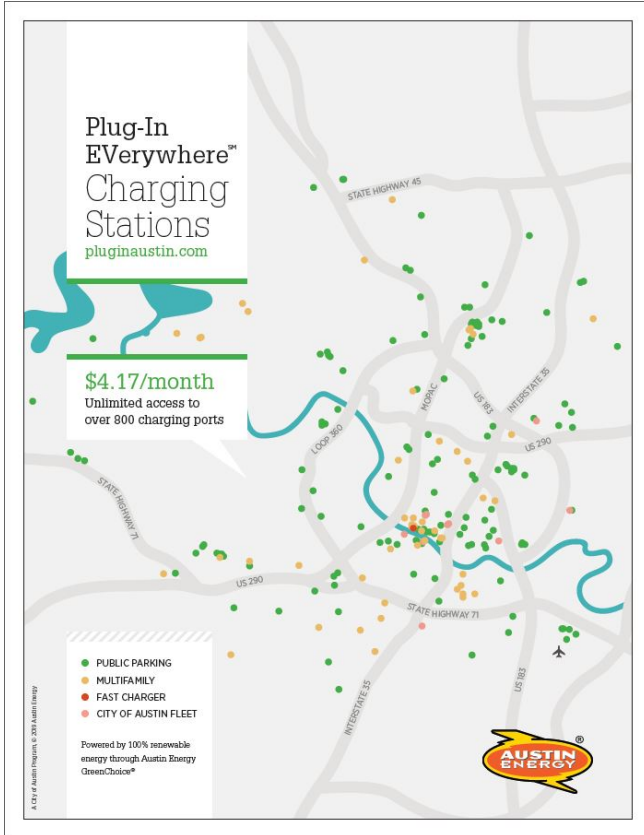 Plug-In
EVerywhere℠
Charging
Stations
pluginaustin.com
$4.17/month
Unlimited access to
over 800 charging ports
STATE HIGHWAY 45
MOPAC
US 183
INTERSTATE 35
LOOP 360
US 290
STATE HIGHWAY 71
US 290
STATE HIGHWAY 71
INTERSTATE 35
US 183
PUBLIC PARKING
MULTIFAMILY
FAST CHARGER
CITY OF AUSTIN FLEET
Powered by 100% renewable
energy through Austin Energy
GreenChoice®
AUSTIN
ENERGY
®
A City of Austin Program, © 2019 Austin Energy